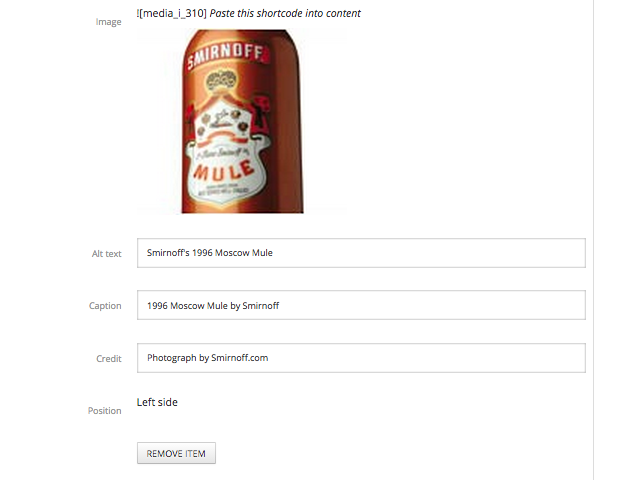 Image
![media_i_310] Paste this shortcode into content
SMIRNOFF
MULE
Alt text
Smirnoff's 1996 Moscow Mule
Caption
1996 Moscow Mule by Smirnoff
Credit
Photograph by Smirnoff.com
Position
Left side
REMOVE ITEM